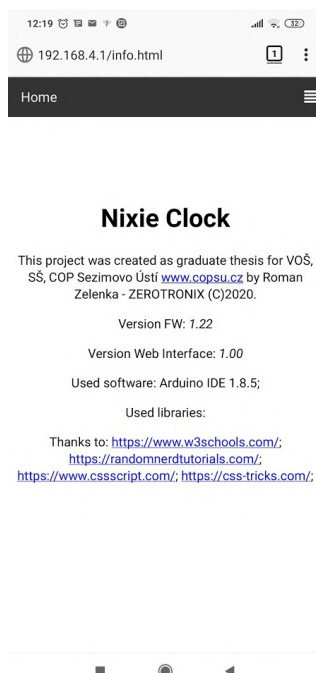 12:19
32
192.168.4.1/info.html
1
Home
Nixie Clock
This project was created as graduate thesis for VOŠ,
SŠ, COP Sezimovo Ústí www.copsu.cz by Roman
Zelenka - ZEROTRONIX (C)2020.
Version FW: 1.22
Version Web Interface: 1.00
Used software: Arduino IDE 1.8.5;
Used libraries:
Thanks to: https://www.w3schools.com/;
https://randomnerdtutorials.com/;
https://www.cssscript.com/; https://css-tricks.com/;